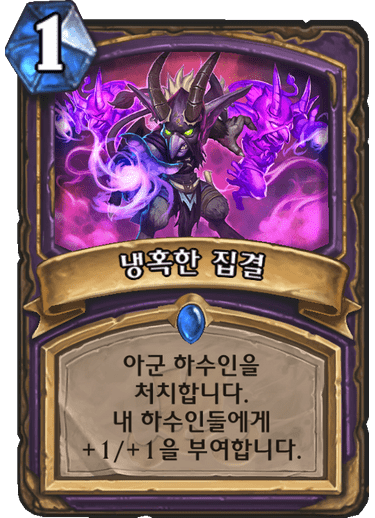 1
냉혹한 집결
아군 하수인을
처치합니다.
내 하수인들에게
+1/+1을 부여합니다.